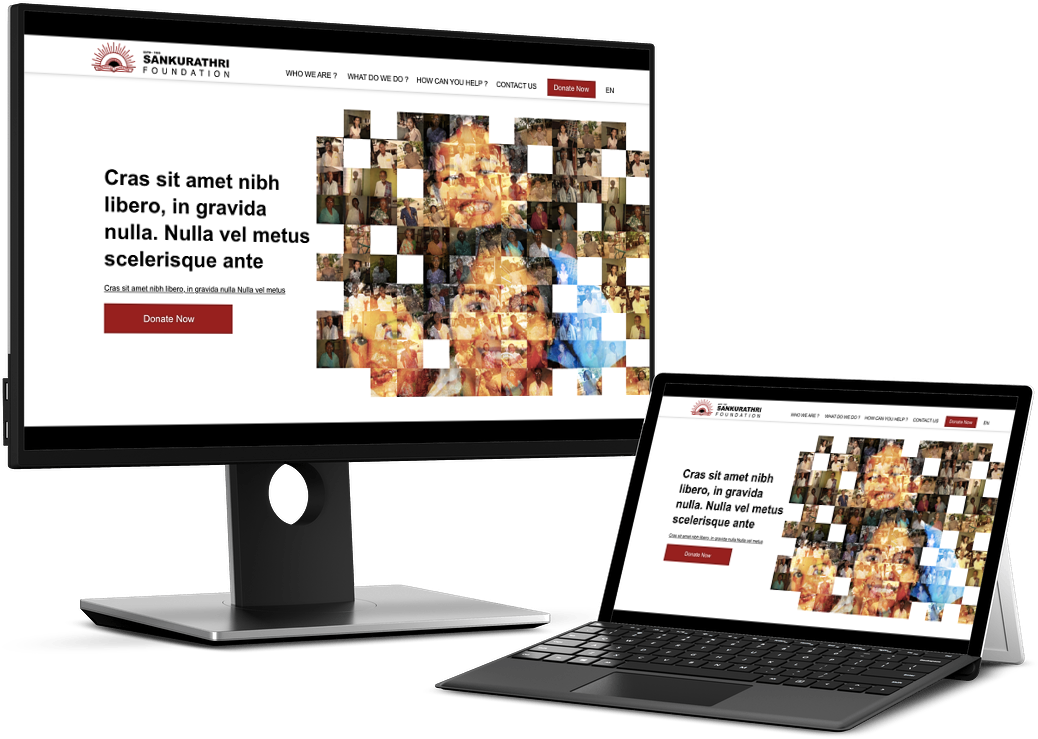 SANKURATHRI
FOUNDATION
WHO WE ARE ? WHAT DO WE DO ? HOW CAN YOU HELP ? CONTACT US Donate Now EN
Cras sit amet nibh
libero, in gravida
nulla. Nulla vel metus
scelerisque ante
Cras sit amet nibh libero, in gravida nulla Nulla vel metus
Donate Now
SANKURATHRI
FOUNDATION
WHO WE ARE ? WHAT DO WE DO ? HOW CAN YOU HELP ? CONTACT US Donate Now EN
Cras sit amet nibh
libero, in gravida
nulla. Nulla vel metus
scelerisque ante
Cras sit amet nibh libero, in gravida nulla Nulla vel metus
Donate Now